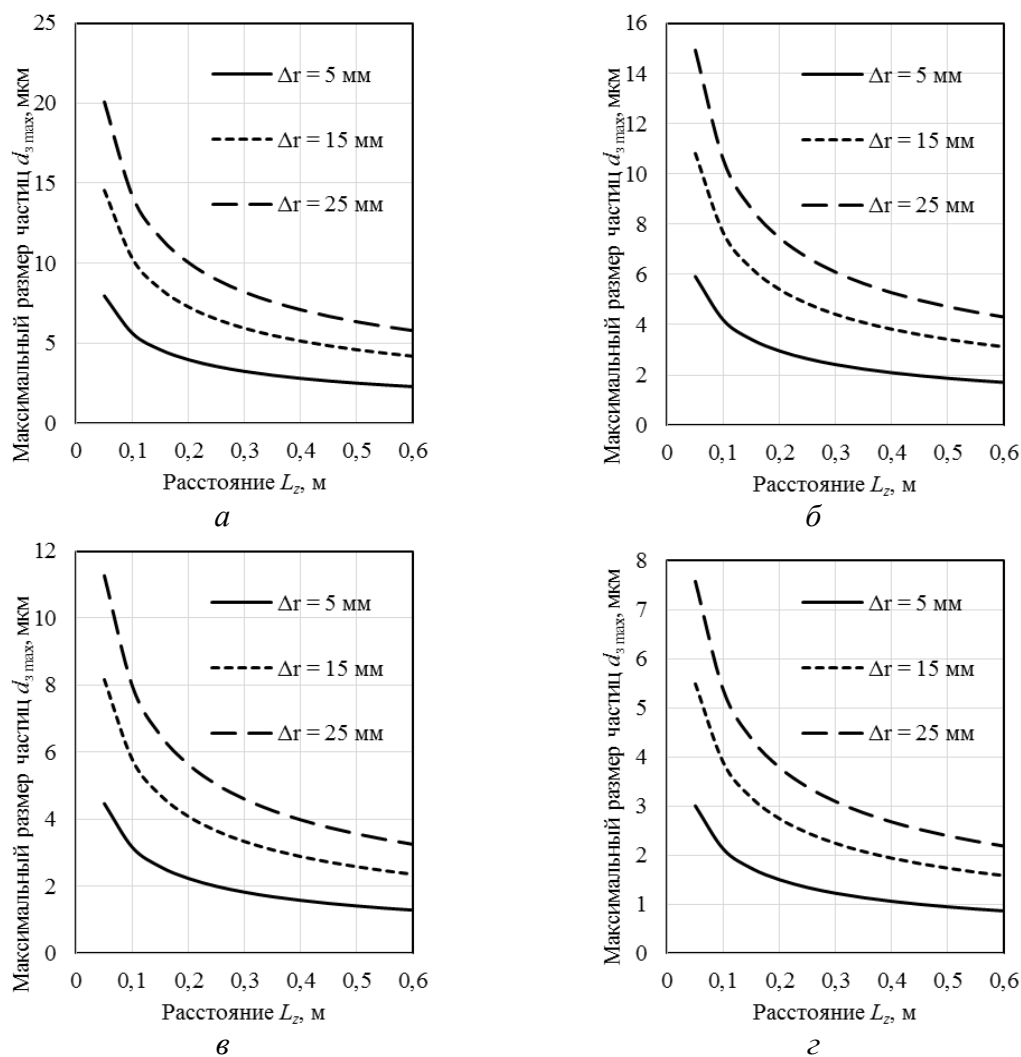 Максимальный размер частиц d з max, мкм
25
20
15
10
5
0
Δr = 5 мм
Δr = 15 мм
Δr = 25 мм
0 0,1 0,2 0,3 0,4 0,5 0,6
Расстояние Lz, м
а
Максимальный размер частиц d з max, мкм
16
14
12
10
8
6
4
2
0
Δr = 5 мм
Δr = 15 мм
Δr = 25 мм
0 0,1 0,2 0,3 0,4 0,5 0,6
Расстояние Lz, м
б
Максимальный размер частиц d з max, мкм
12
10
8
6
4
2
0
Δr = 5 мм
Δr = 15 мм
Δr = 25 мм
0 0,1 0,2 0,3 0,4 0,5 0,6
Расстояние Lz, м
в
Максимальный размер частиц d з max, мкм
8
7
6
5
4
3
2
1
0
Δr = 5 мм
Δr = 15 мм
Δr = 25 мм
0 0,1 0,2 0,3 0,4 0,5 0,6
Расстояние Lz, м
г